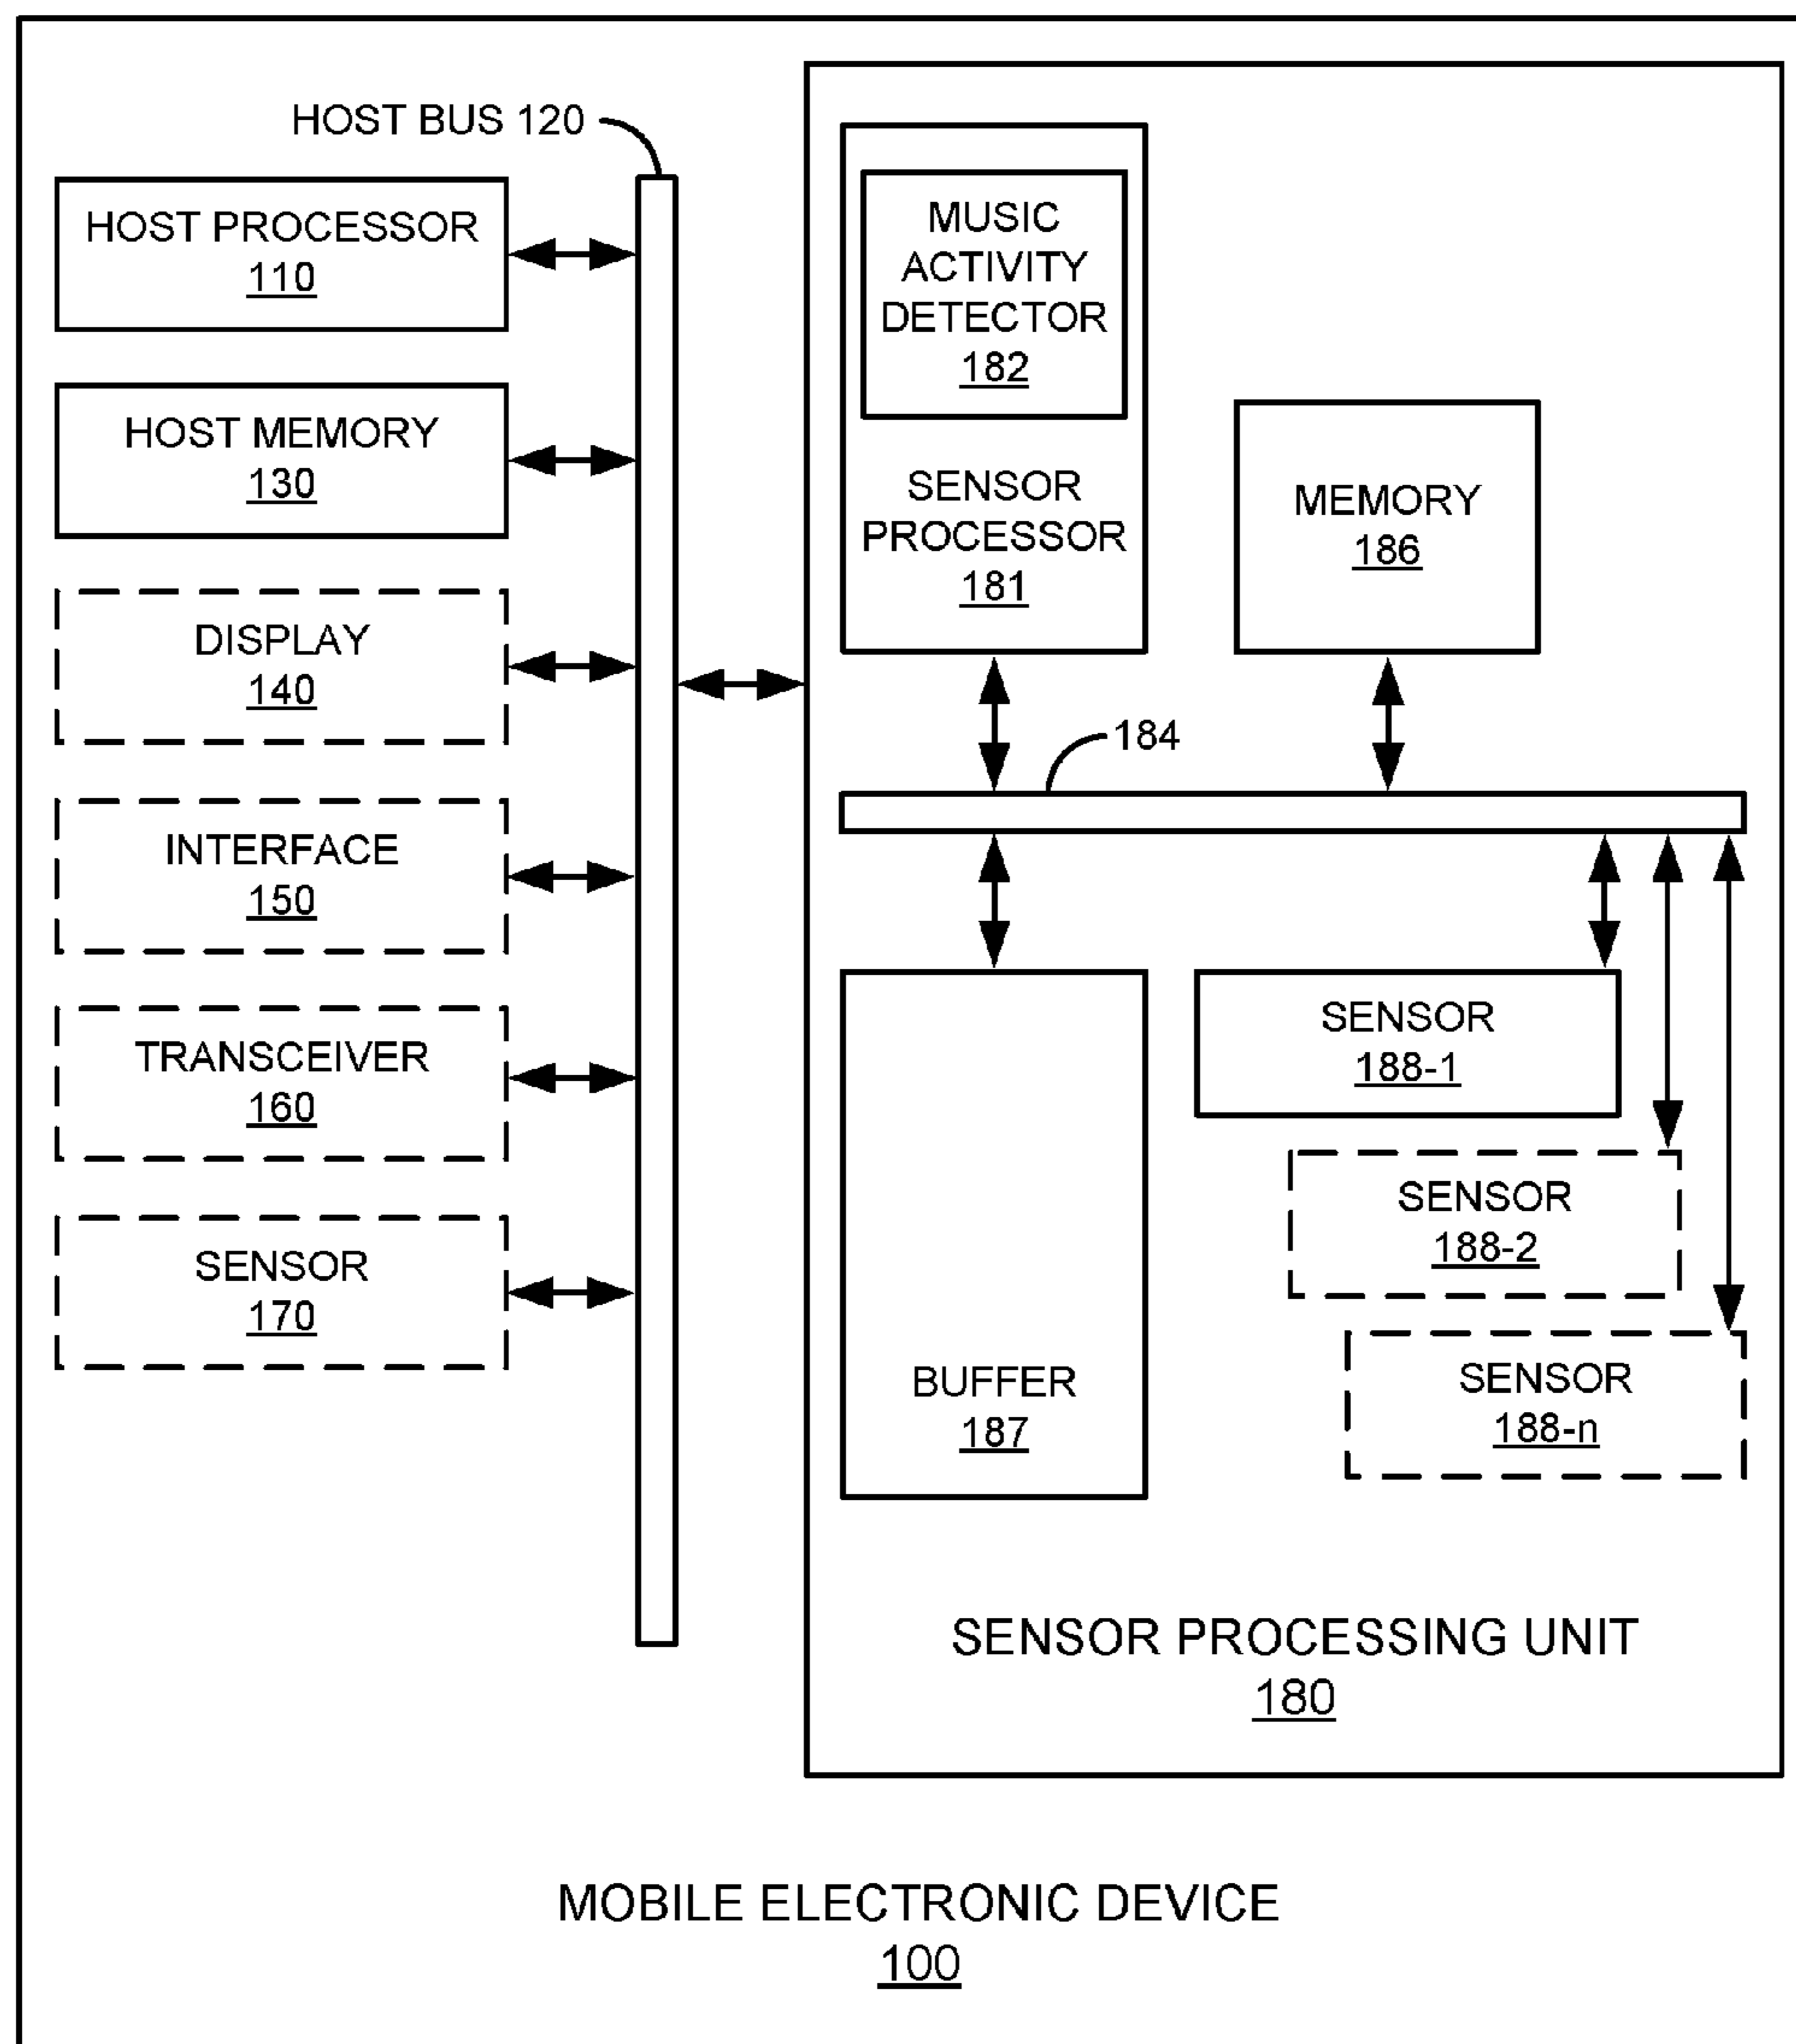 HOST BUS 120
HOST PROCESSOR
110
HOST MEMORY
130
DISPLAY
140
INTERFACE
150
TRANSCEIVER
160
SENSOR
170
MUSIC
ACTIVITY
DETECTOR
182
SENSOR
PROCESSOR
181
MEMORY
186
184
BUFFER
187
SENSOR
188-1
SENSOR
188-2
SENSOR
188-n
SENSOR PROCESSING UNIT
180
MOBILE ELECTRONIC DEVICE
100